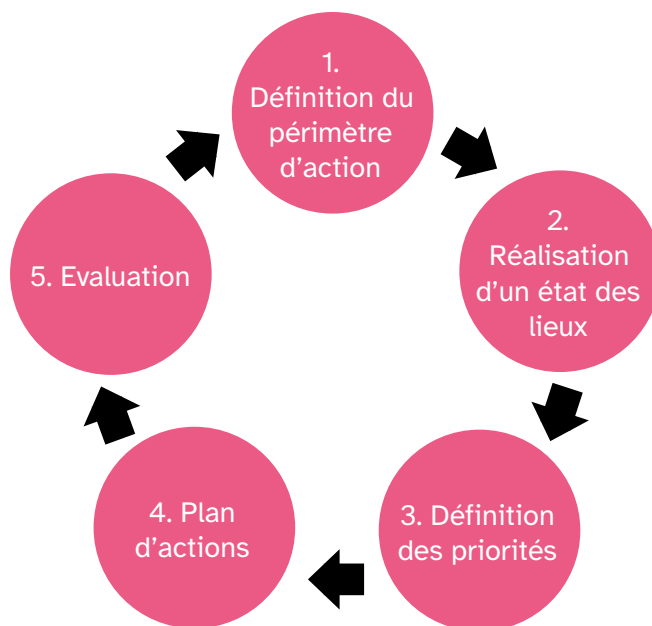 1.
Définition du
périmètre
d’action
2.
Réalisation
d’un état des
lieux
3. Définition
des priorités
4. Plan
d’actions
5. Evaluation